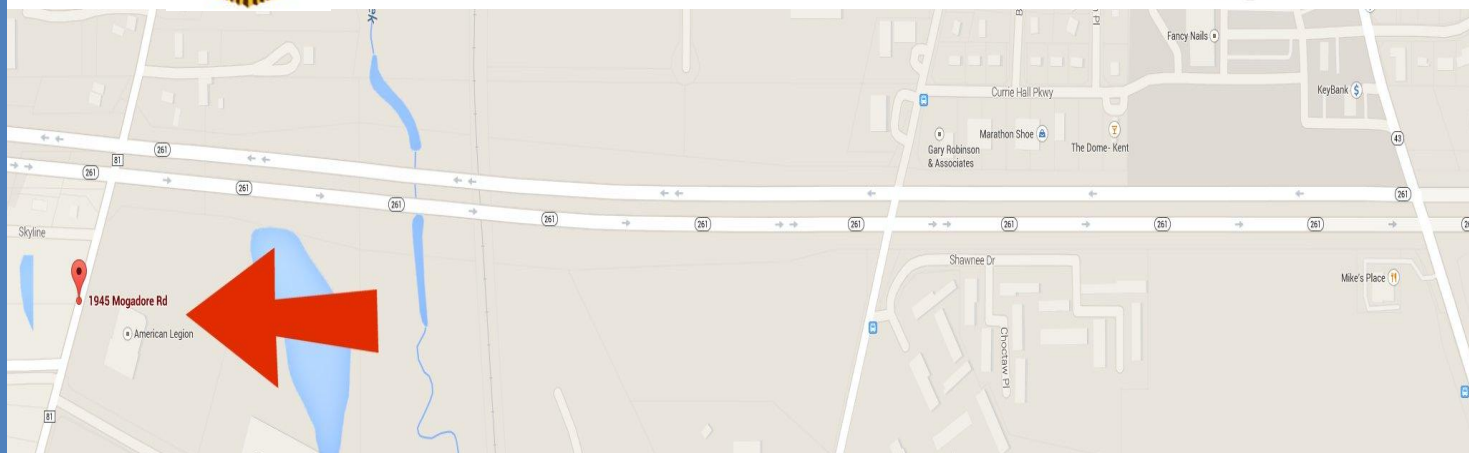 Fancy Nails
KeyBank
Currie Hall Pkwy
Marathon Shoe
The Dome- Kent
Gary Robinson
& Associates
43
81
261
261
261
261
261
261
261
261
261
261
261
261
Skyline
1945 Mogadore Rd
American Legion
Shawnee Dr
Mike's Place
Choctaw Pl
81